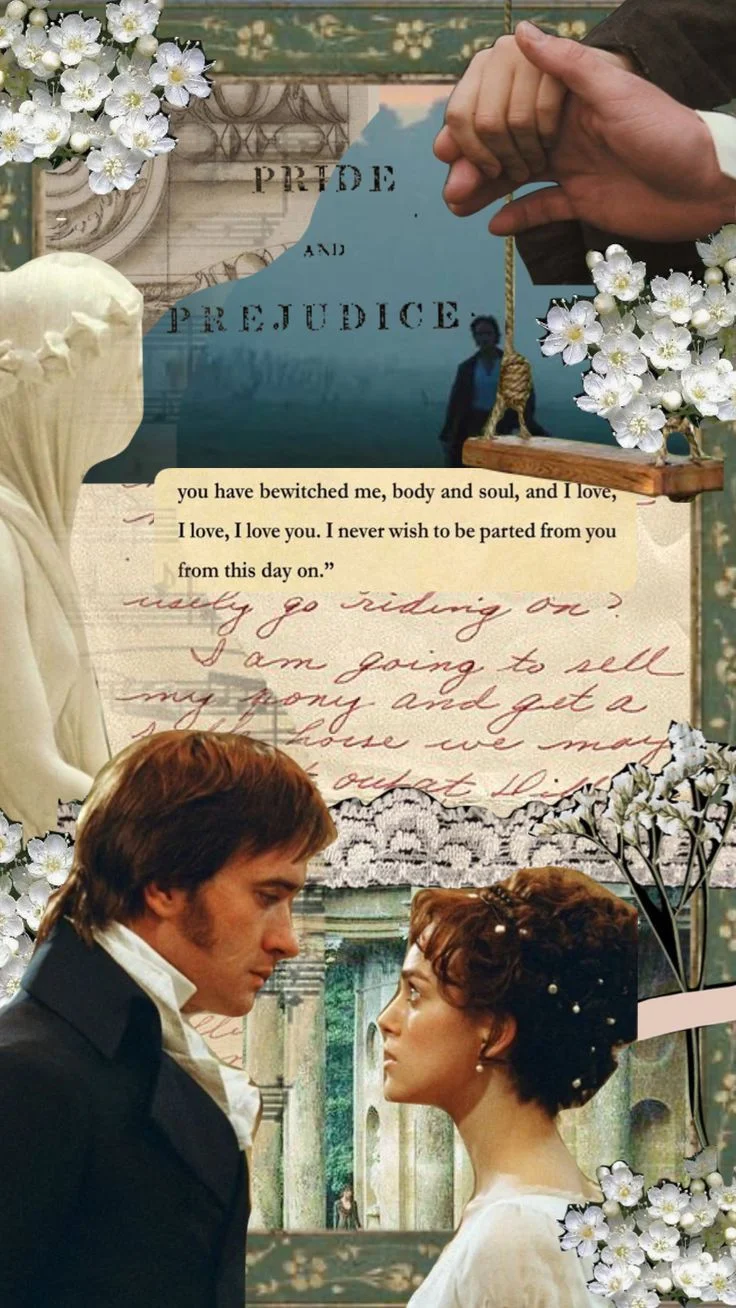 PRIDE
AND
PREJUDICE
you have bewitched me, body and soul, and I love,
I love, I love you. I never wish to be parted from you
from this day on.”
go riding on?
I am going to sell
my pony and get a
horse we may